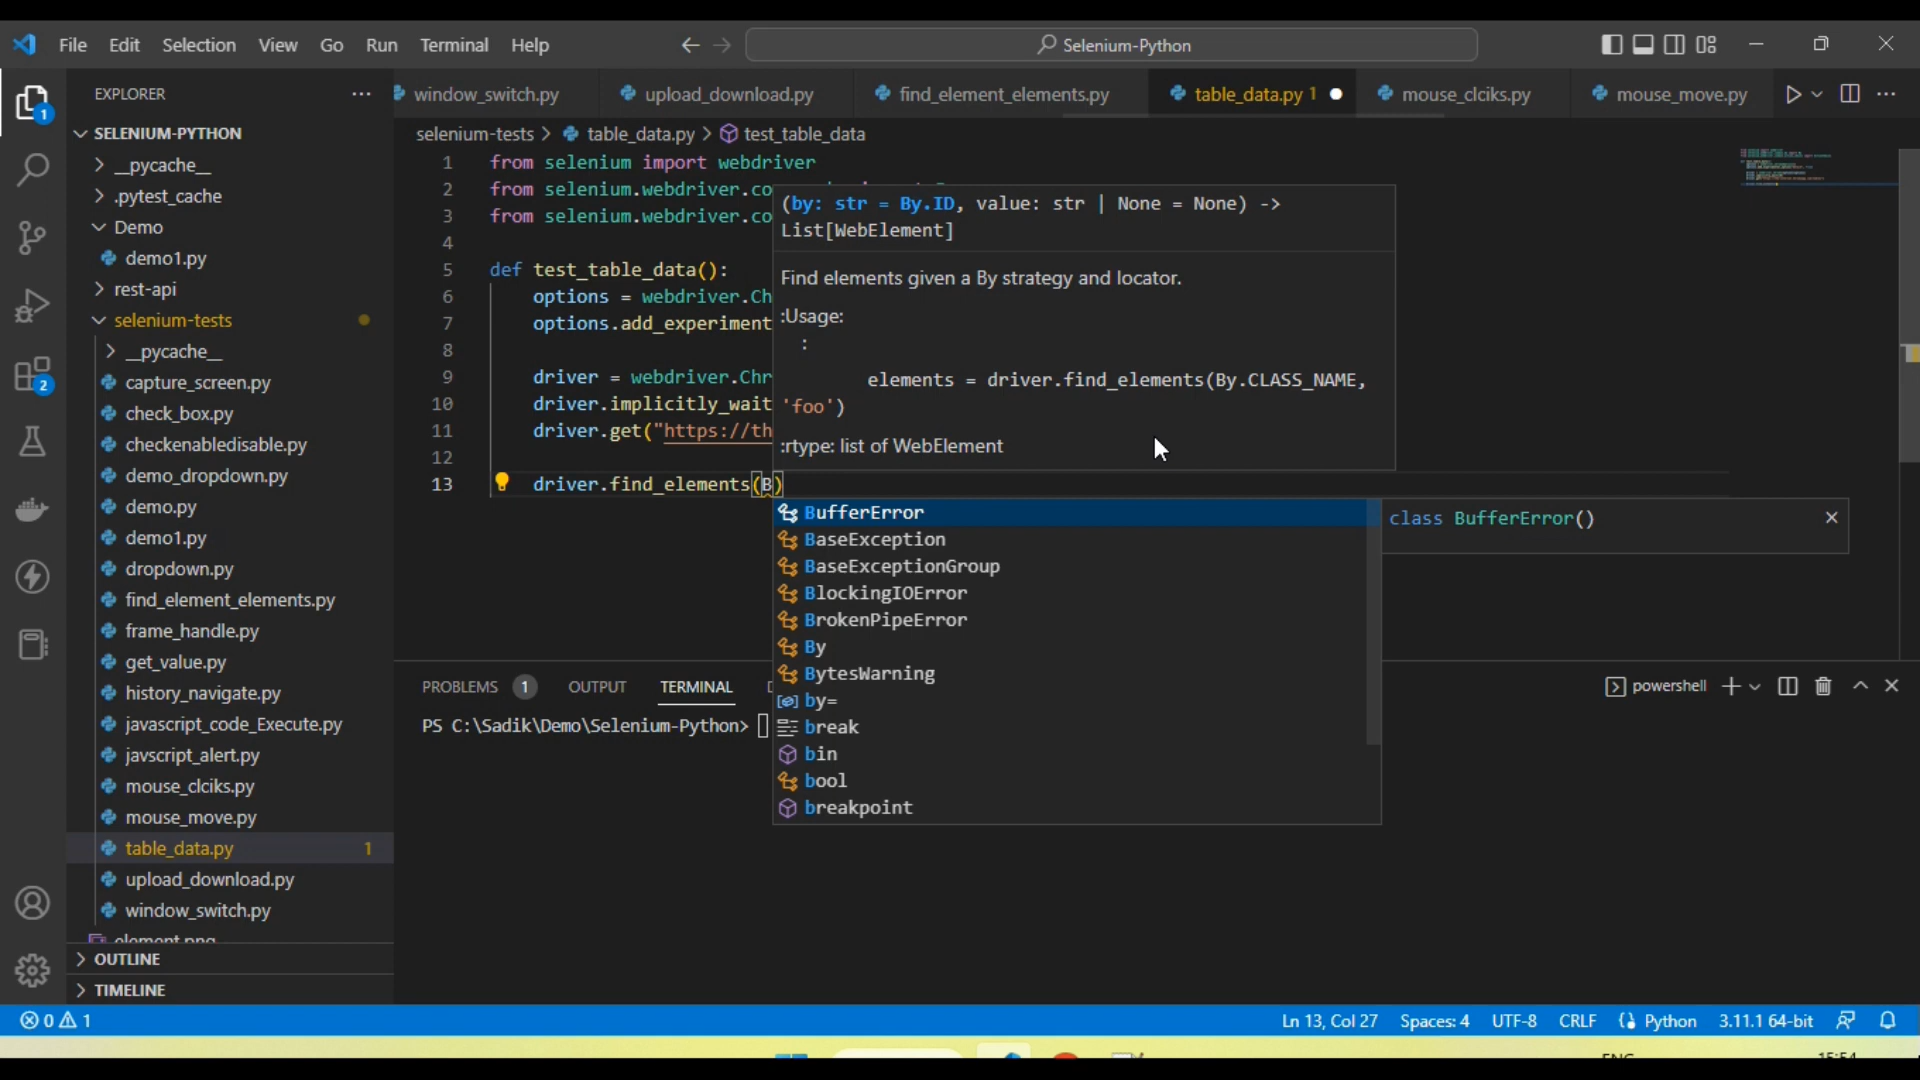 File Edit Selection View Go Run Terminal Help
Selenium-Python
EXPLORER
window_switch.py upload_download.py find_element_elements.py table_data.py 1 mouse_clciks.py mouse_move.py
SELENIUM-PYTHON
__pycache__
.pytest_cache
Demo
demo1.py
rest-api
selenium-tests
__pycache__
capture_screen.py
check_box.py
checkenabledisable.py
demo_dropdown.py
demo.py
demo1.py
dropdown.py
find_element_elements.py
frame_handle.py
get_value.py
history_navigate.py
javascript_code_Execute.py
javscript_alert.py
mouse_clciks.py
mouse_move.py
table_data.py 1
upload_download.py
window_switch.py
element.png
OUTLINE
TIMELINE
1
2
selenium-tests > table_data.py > test_table_data
1 from selenium import webdriver
2 from selenium.webdriver.co
3 from selenium.webdriver.co
4
5 def test_table_data():
6 options = webdriver.Ch
7 options.add_experiment
8
9 driver = webdriver.Chr
10 driver.implicitly_wait
11 driver.get("https://th
12
13 driver.find_elements(B)
(by: str = By.ID, value: str | None = None) ->
List[WebElement]
Find elements given a By strategy and locator.
:Usage:
:
elements = driver.find_elements(By.CLASS_NAME,
'foo')
:rtype: list of WebElement
BufferError
BaseException
BaseExceptionGroup
BlockingIOError
BrokenPipeError
By
BytesWarning
by=
break
bin
bool
breakpoint
class BufferError()
PROBLEMS 1 OUTPUT TERMINAL
powershell
PS C:\Sadik\Demo\Selenium-Python>
0 1
Ln 13, Col 27 Spaces: 4 UTF-8 CRLF Python 3.11.1 64-bit
ENG 15:54